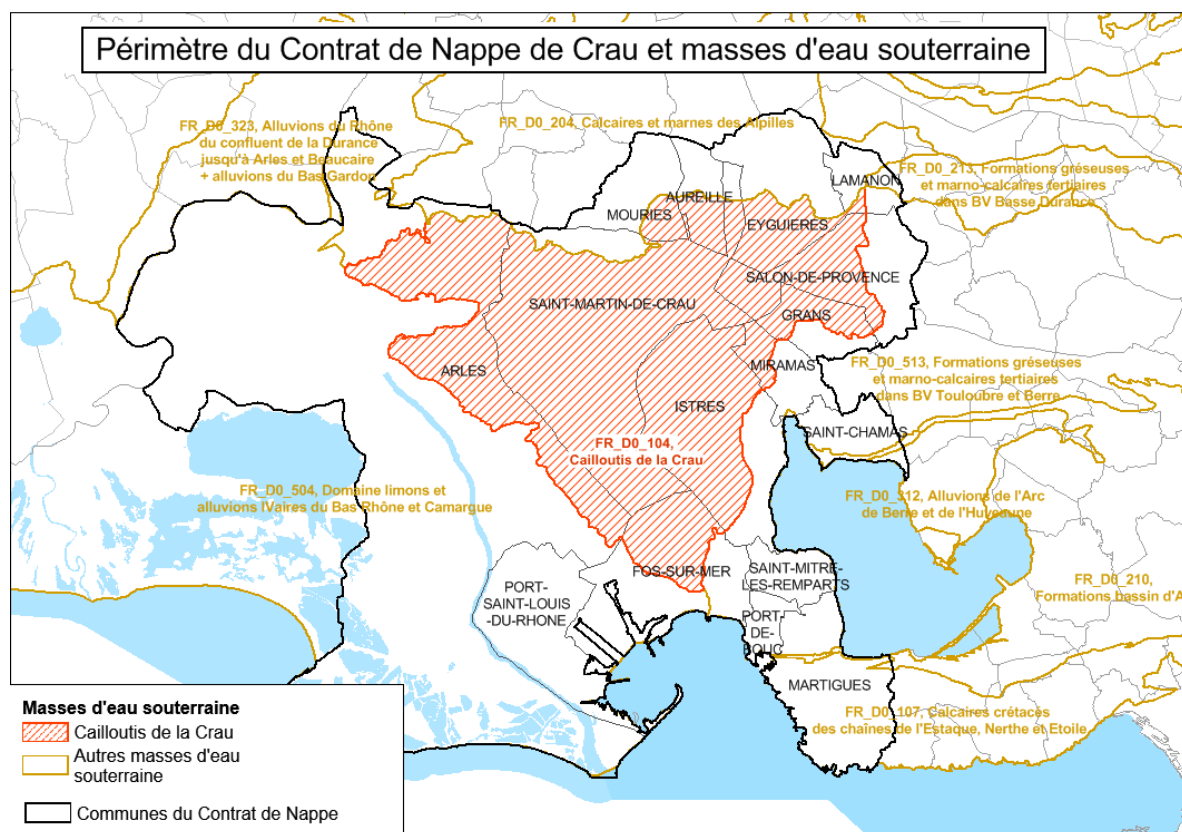 Périmètre du Contrat de Nappe de Crau et masses d'eau souterraine
FR_D0_323, Alluvions du Rhône
du confluent de la Durance
jusqu'à Arles et Beaucaire
+ alluvions du Bas Gardon
FR_D0_204, Calcaires et marnes des Alpilles
FR_D0_213, Formations gréseuses
et marno-calcaires tertiaires
dans BV Basse Durance
LAMANON
AUREILLE
MOURIES
EYGUIERES
SALON-DE-PROVENCE
SAINT-MARTIN-DE-CRAU
GRANS
MIRAMAS
ARLES
FR_D0_513, Formations gréseuses
et marno-calcaires tertiaires
dans BV Touloubre et Berre
ISTRES
SAINT-CHAMAS
FR_D0_104,
Cailloutis de la Crau
FR_D0_504, Domaine limons et
alluvions IVaires du Bas Rhône et Camargue
FR_D0_312, Alluvions de l'Arc
de Berre et de l'Huveaune
FOS-SUR-MER
SAINT-MITRE-
LES-REMPARTS
FR_D0_210,
Formations bassin d'A
PORT-
SAINT-LOUIS
-DU-RHONE
PORT-
DE-
BOUC
MARTIGUES
FR_D0_107, Calcaires crétacés
des chaînes de l'Estaque, Nerthe et Etoile
Masses d'eau souterraine
Cailloutis de la Crau
Autres masses d'eau
souterraine
Communes du Contrat de Nappe